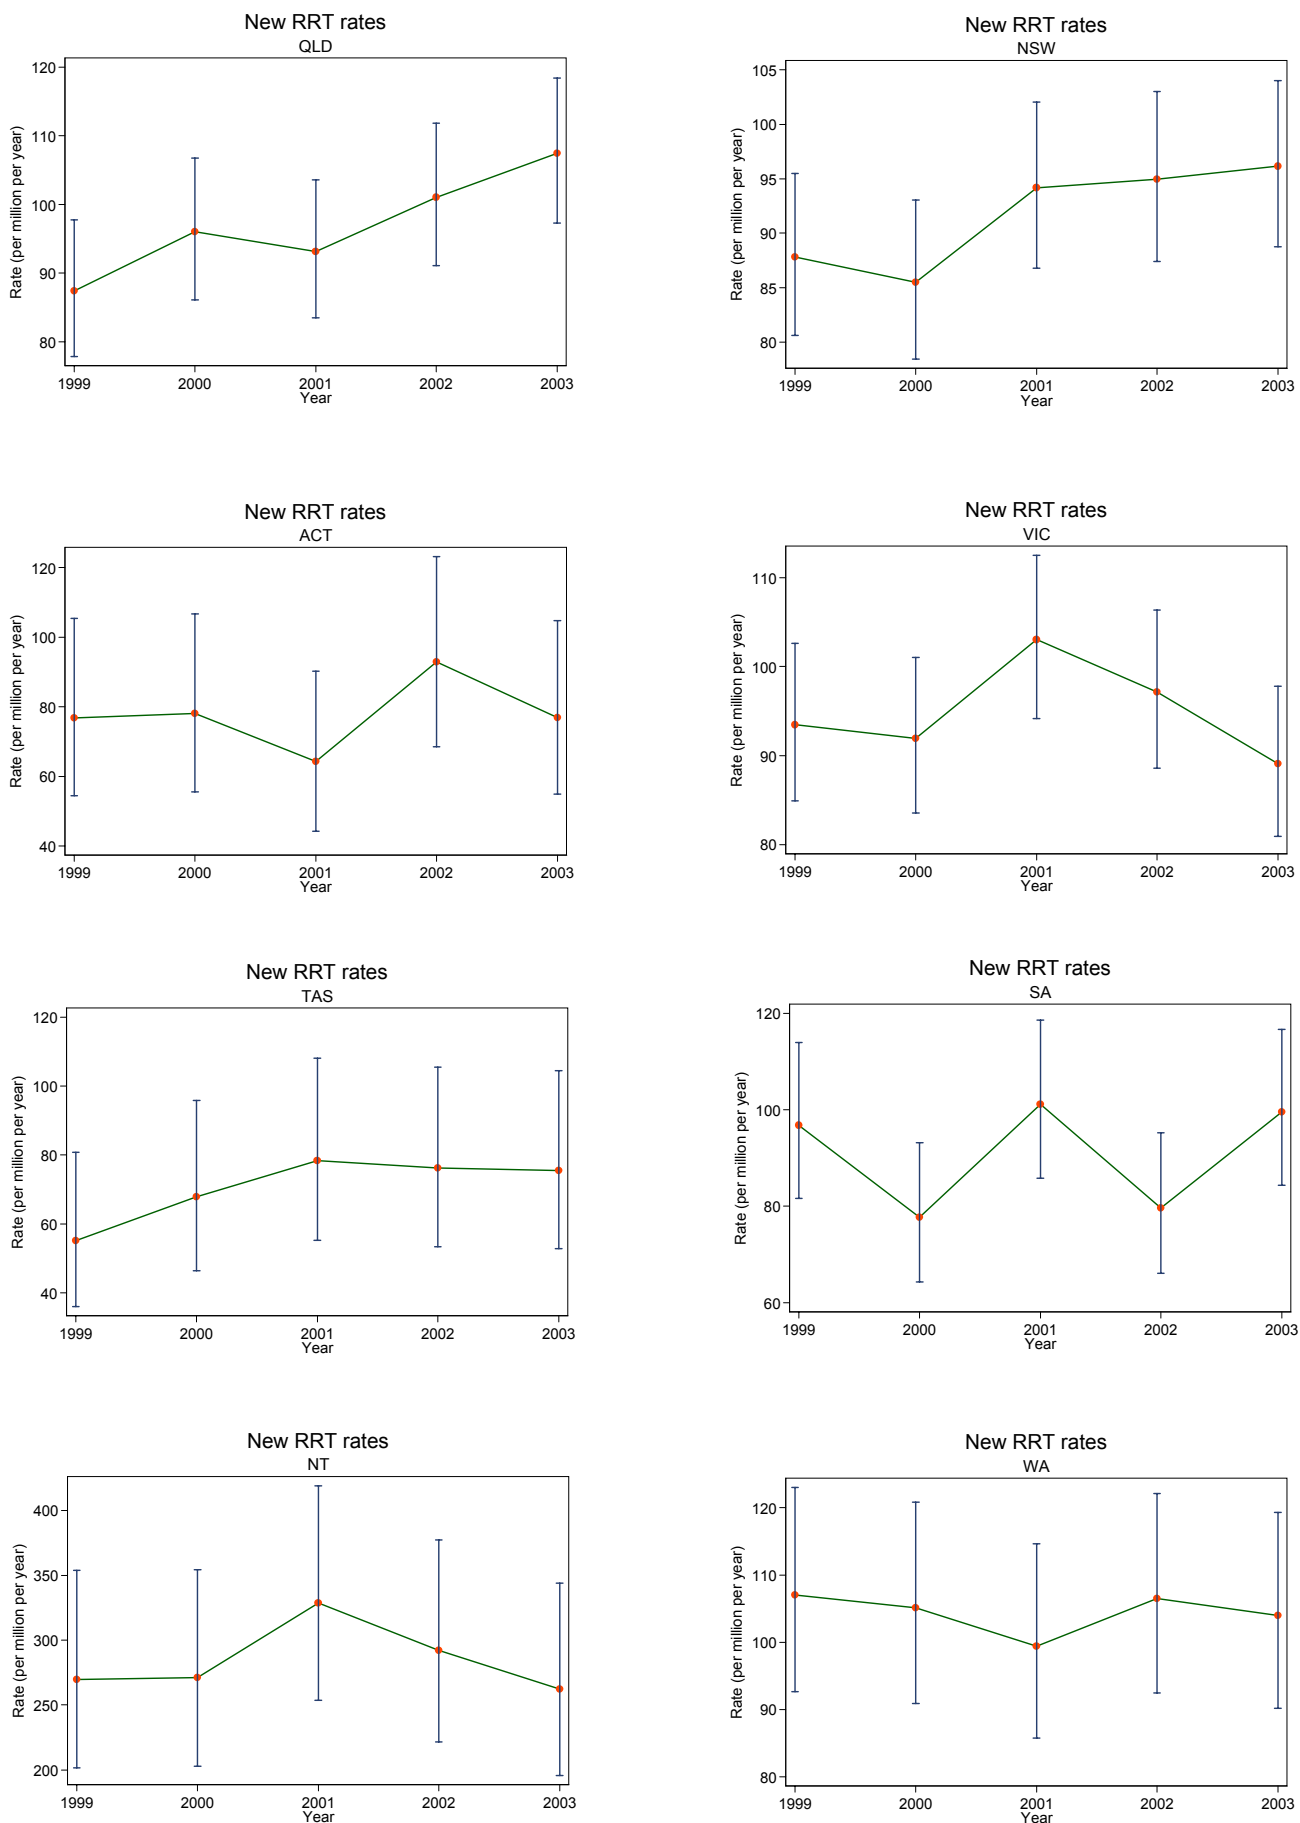 New RRT rates
QLD
Rate (per million per year)
120
110
100
90
80
1999 2000 2001 2002 2003
Year
New RRT rates
NSW
Rate (per million per year)
105
100
95
90
85
80
1999 2000 2001 2002 2003
Year
New RRT rates
ACT
Rate (per million per year)
120
100
80
60
40
1999 2000 2001 2002 2003
Year
New RRT rates
VIC
Rate (per million per year)
110
100
90
80
1999 2000 2001 2002 2003
Year
New RRT rates
TAS
Rate (per million per year)
120
100
80
60
40
1999 2000 2001 2002 2003
Year
New RRT rates
SA
Rate (per million per year)
120
100
80
60
1999 2000 2001 2002 2003
Year
New RRT rates
NT
Rate (per million per year)
400
350
300
250
200
1999 2000 2001 2002 2003
Year
New RRT rates
WA
Rate (per million per year)
120
110
100
90
80
1999 2000 2001 2002 2003
Year